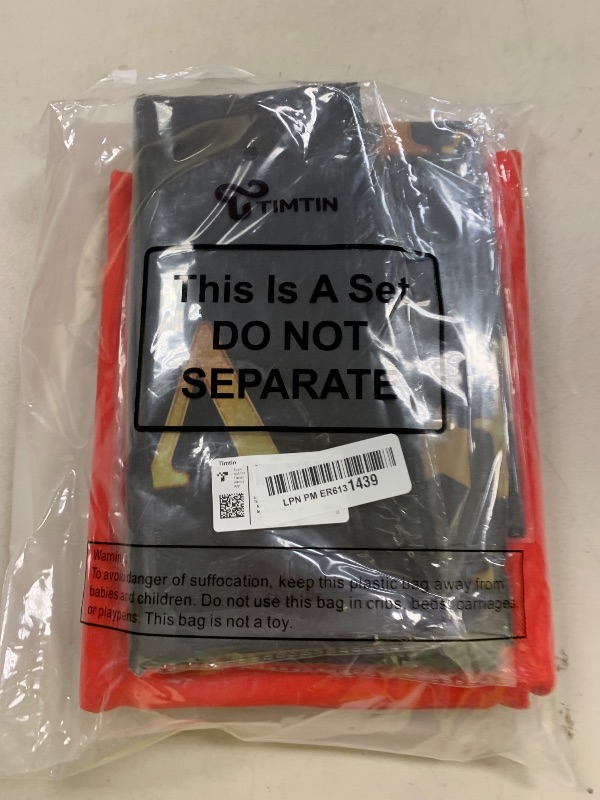 TIMTIN
This Is A Set
DO NOT
SEPARATE
Timtin
LPN PM ER6131439
Warning
To avoid danger of suffocation, keep this plastic bag away from
babies and children. Do not use this bag in cribs, beds, carriages
or playpens. This bag is not a toy.